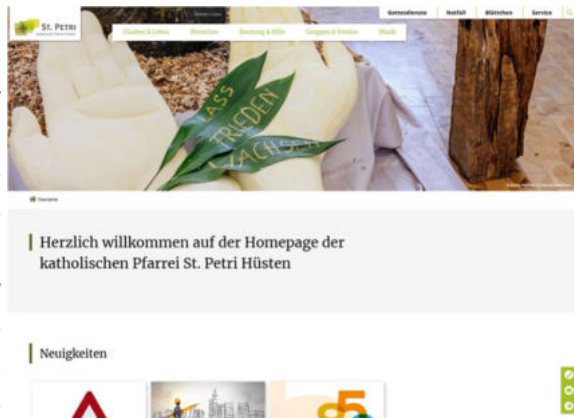 Gottesdienste Notfall Blättchen Service
ST. PETRI
Glauben & Leben Menschen Beratung & Hilfe Gruppen & Vereine Musik
LASS
FRIEDEN
WACHSEN
Startseite
Herzlich willkommen auf der Homepage der
katholischen Pfarrei St. Petri Hüsten
Neuigkeiten
85